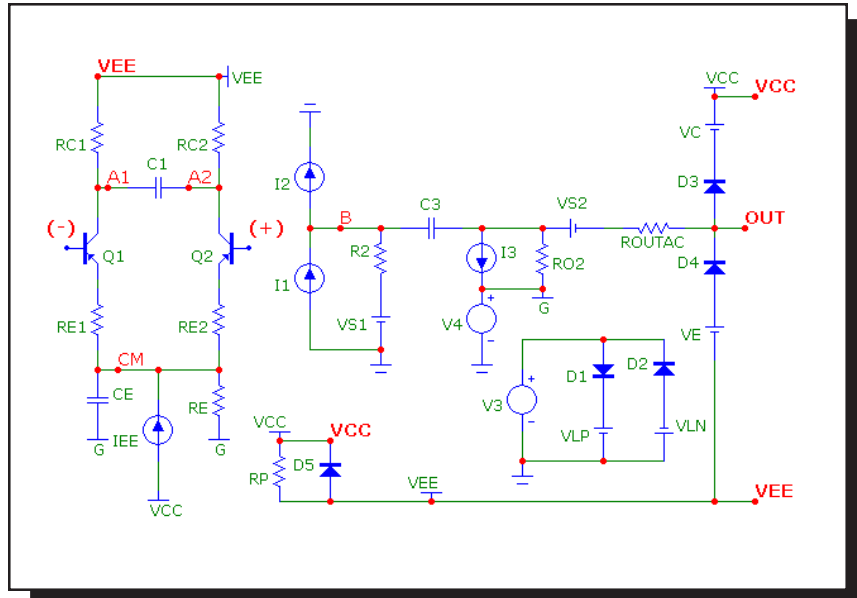 VEE
VEE
VCC
VCC
RC1
RC2
C1
VC
A1
A2
I2
D3
(-)
(+)
B
C3
VS2
OUT
Q1
Q2
R2
I3
ROUTAC
I1
RO2
D4
RE1
RE2
VS1
+
V4
-
G
VE
CM
CE
RE
IEE
G
G
VCC
+
V3
-
D1
D2
VLP
VLN
VCC
VCC
RP
D5
VEE
VEE